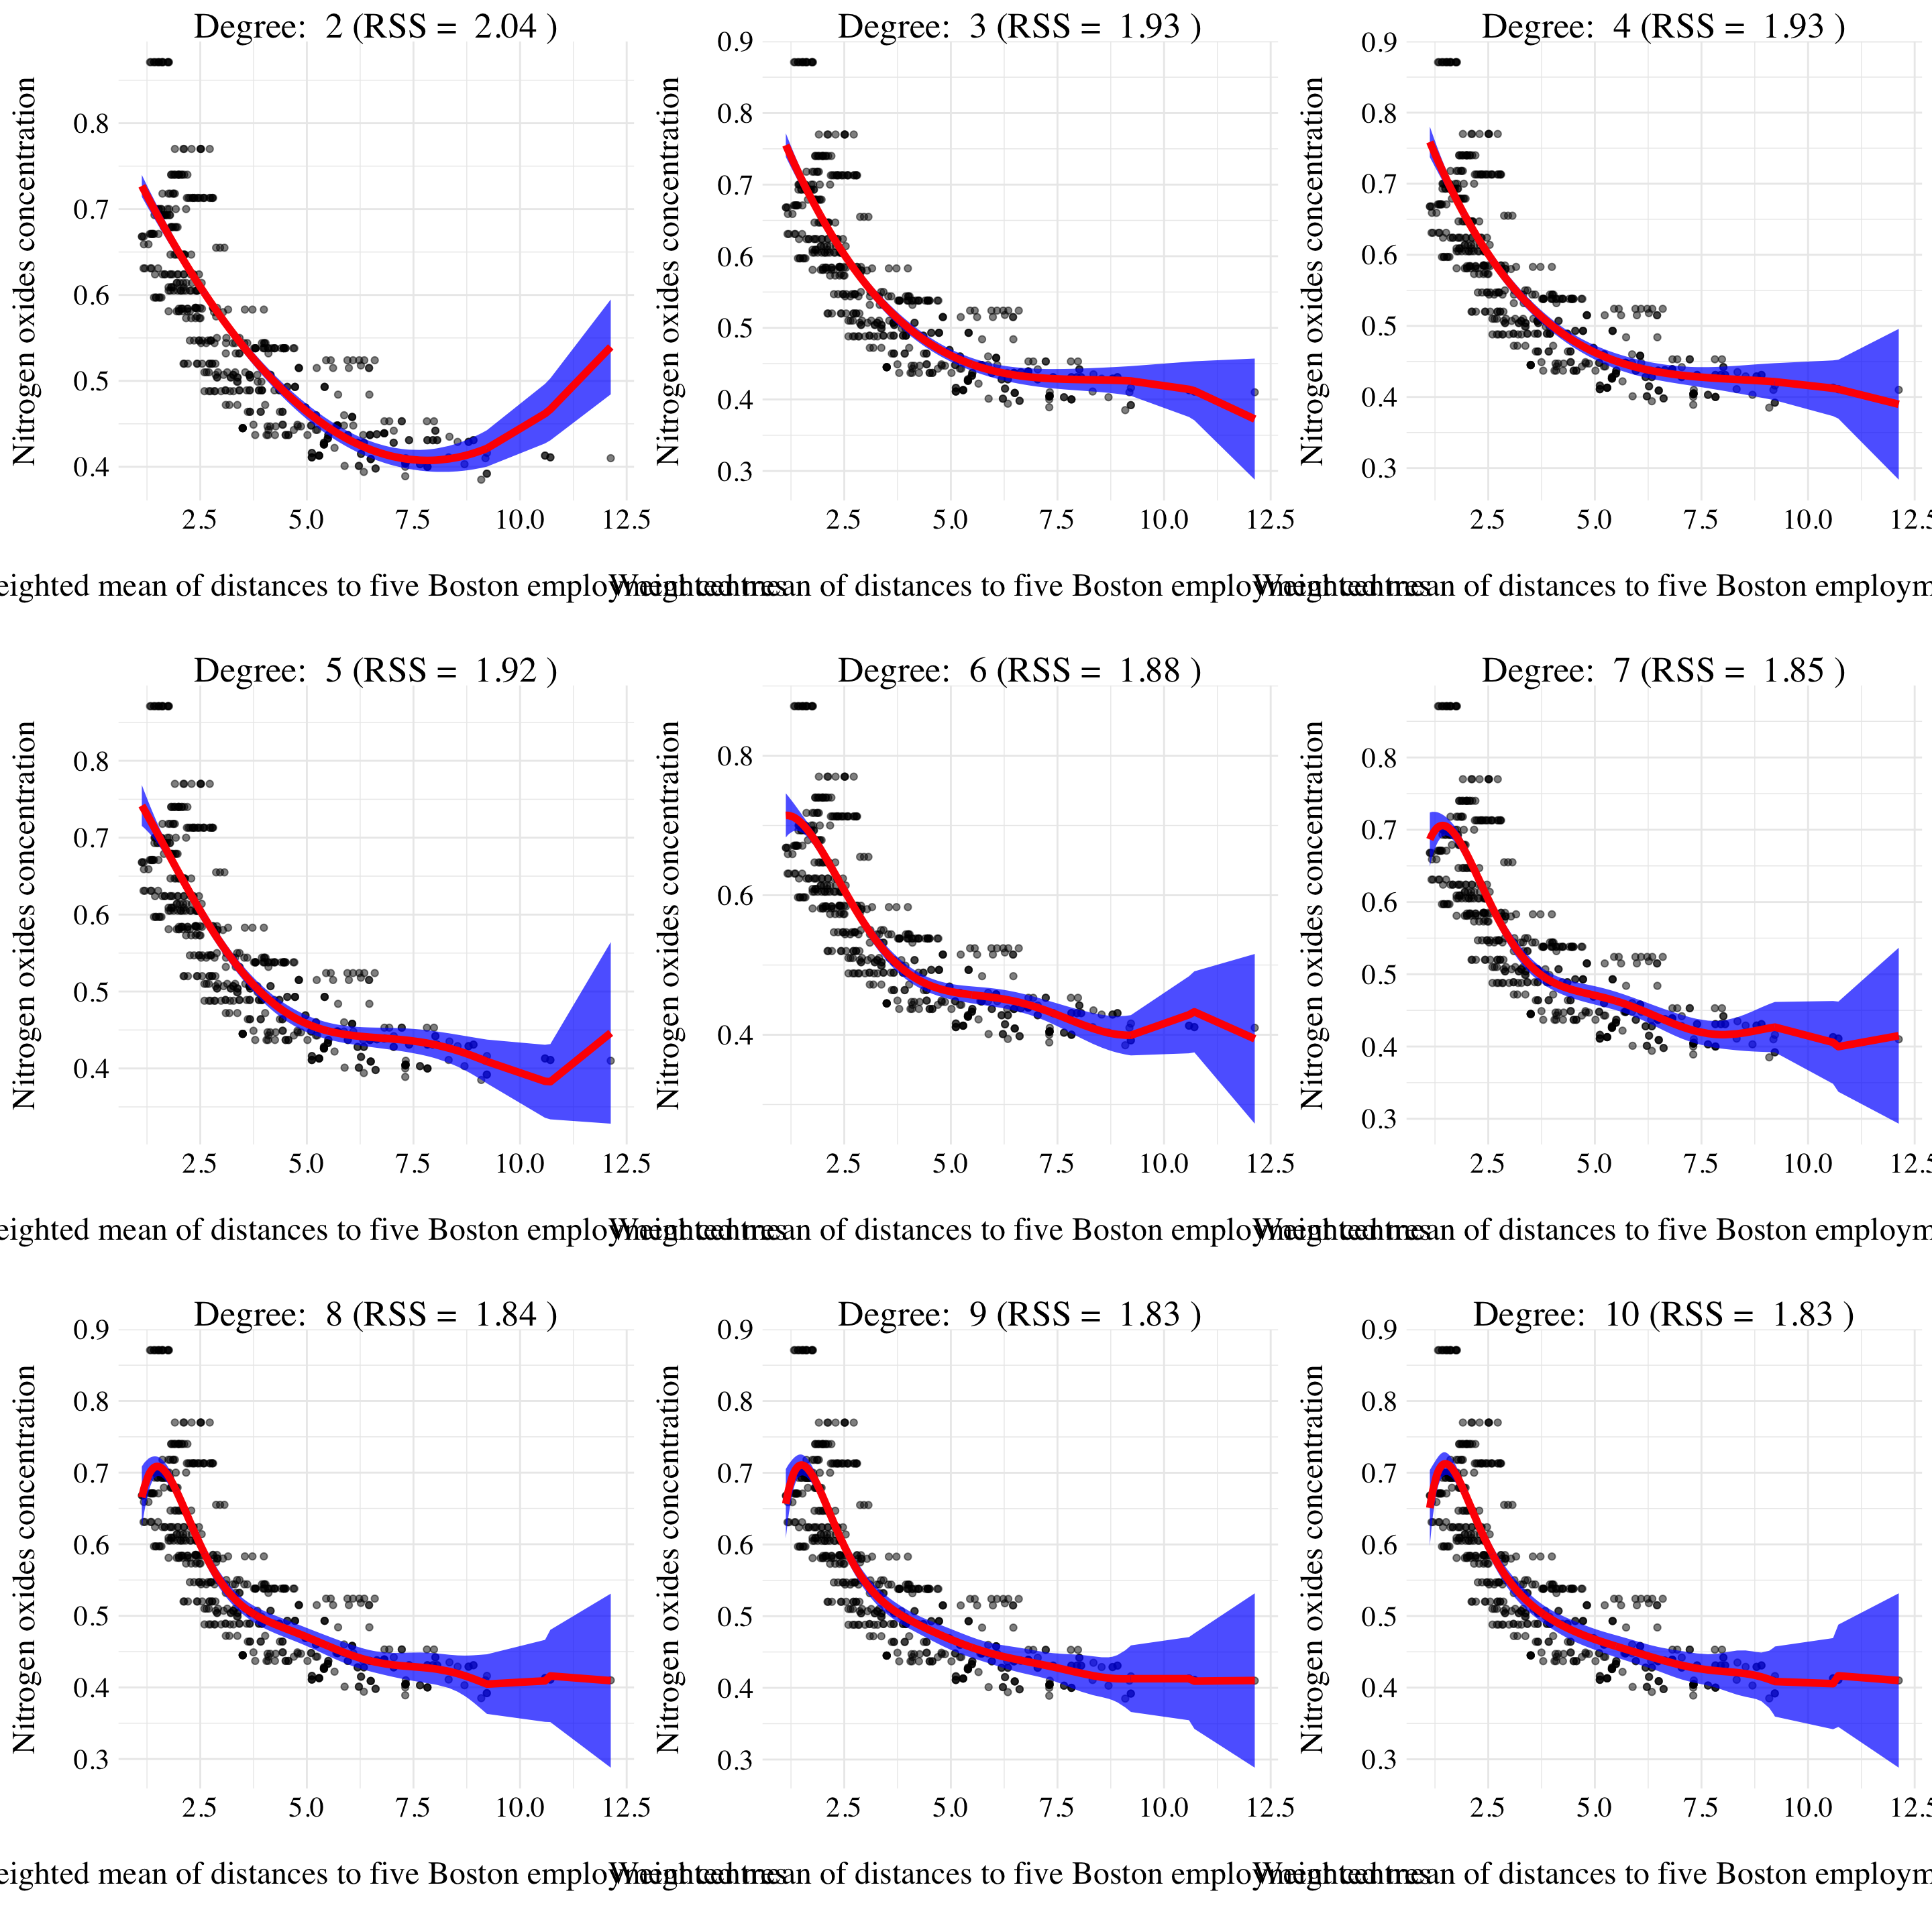 Degree: 2 (RSS = 2.04 )
Nitrogen oxides concentration
0.8
0.7
0.6
0.5
0.4
2.5 5.0 7.5 10.0 12.5
eighted mean of distances to five Boston employment centres
Degree: 3 (RSS = 1.93 )
Nitrogen oxides concentration
0.9
0.8
0.7
0.6
0.5
0.4
0.3
2.5 5.0 7.5 10.0 12.5
Weighted mean of distances to five Boston employment centres
Degree: 4 (RSS = 1.93 )
Nitrogen oxides concentration
0.9
0.8
0.7
0.6
0.5
0.4
0.3
2.5 5.0 7.5 10.0 12.5
Weighted mean of distances to five Boston employm
Degree: 5 (RSS = 1.92 )
Nitrogen oxides concentration
0.8
0.7
0.6
0.5
0.4
2.5 5.0 7.5 10.0 12.5
eighted mean of distances to five Boston employment centres
Degree: 6 (RSS = 1.88 )
Nitrogen oxides concentration
0.8
0.6
0.4
2.5 5.0 7.5 10.0 12.5
Weighted mean of distances to five Boston employment centres
Degree: 7 (RSS = 1.85 )
Nitrogen oxides concentration
0.8
0.7
0.6
0.5
0.4
0.3
2.5 5.0 7.5 10.0 12.5
Weighted mean of distances to five Boston employm
Degree: 8 (RSS = 1.84 )
Nitrogen oxides concentration
0.9
0.8
0.7
0.6
0.5
0.4
0.3
2.5 5.0 7.5 10.0 12.5
eighted mean of distances to five Boston employment centres
Degree: 9 (RSS = 1.83 )
Nitrogen oxides concentration
0.9
0.8
0.7
0.6
0.5
0.4
0.3
2.5 5.0 7.5 10.0 12.5
Weighted mean of distances to five Boston employment centres
Degree: 10 (RSS = 1.83 )
Nitrogen oxides concentration
0.9
0.8
0.7
0.6
0.5
0.4
0.3
2.5 5.0 7.5 10.0 12.5
Weighted mean of distances to five Boston employm